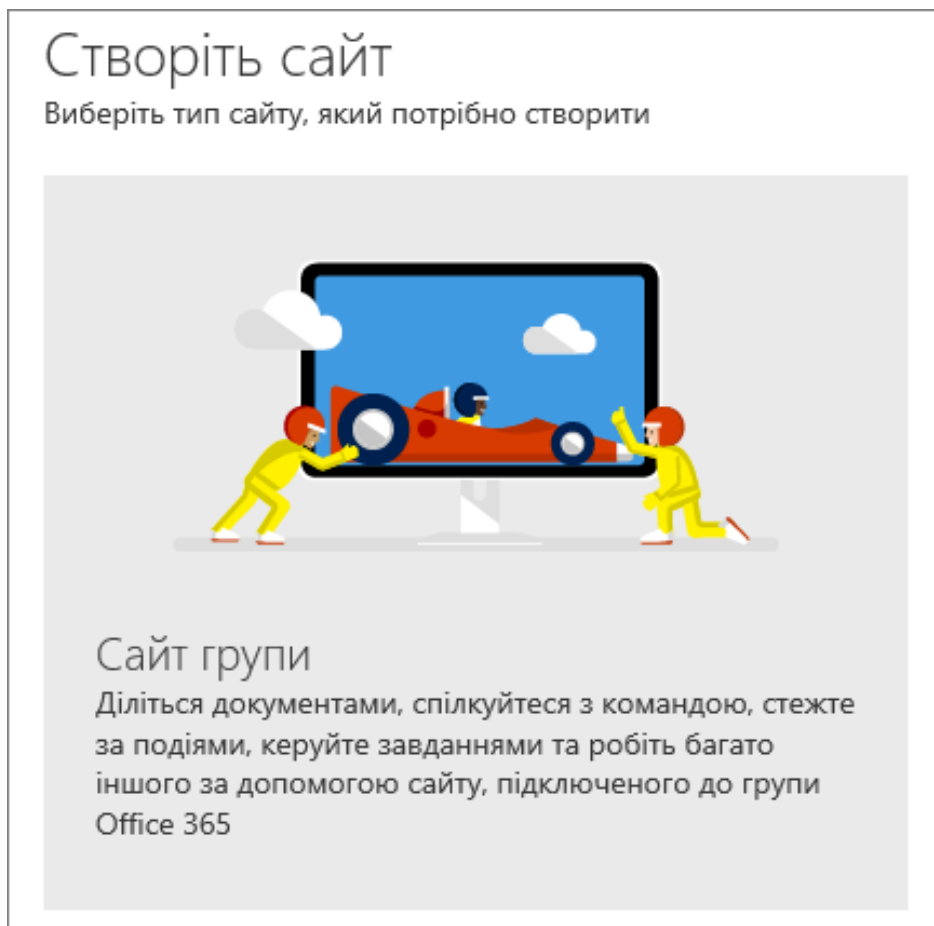 Створіть сайт
Виберіть тип сайту, який потрібно створити
Сайт групи
Діліться документами, спілкуйтеся з командою, стежте
за подіями, керуйте завданнями та робіть багато
іншого за допомогою сайту, підключеного до групи
Office 365